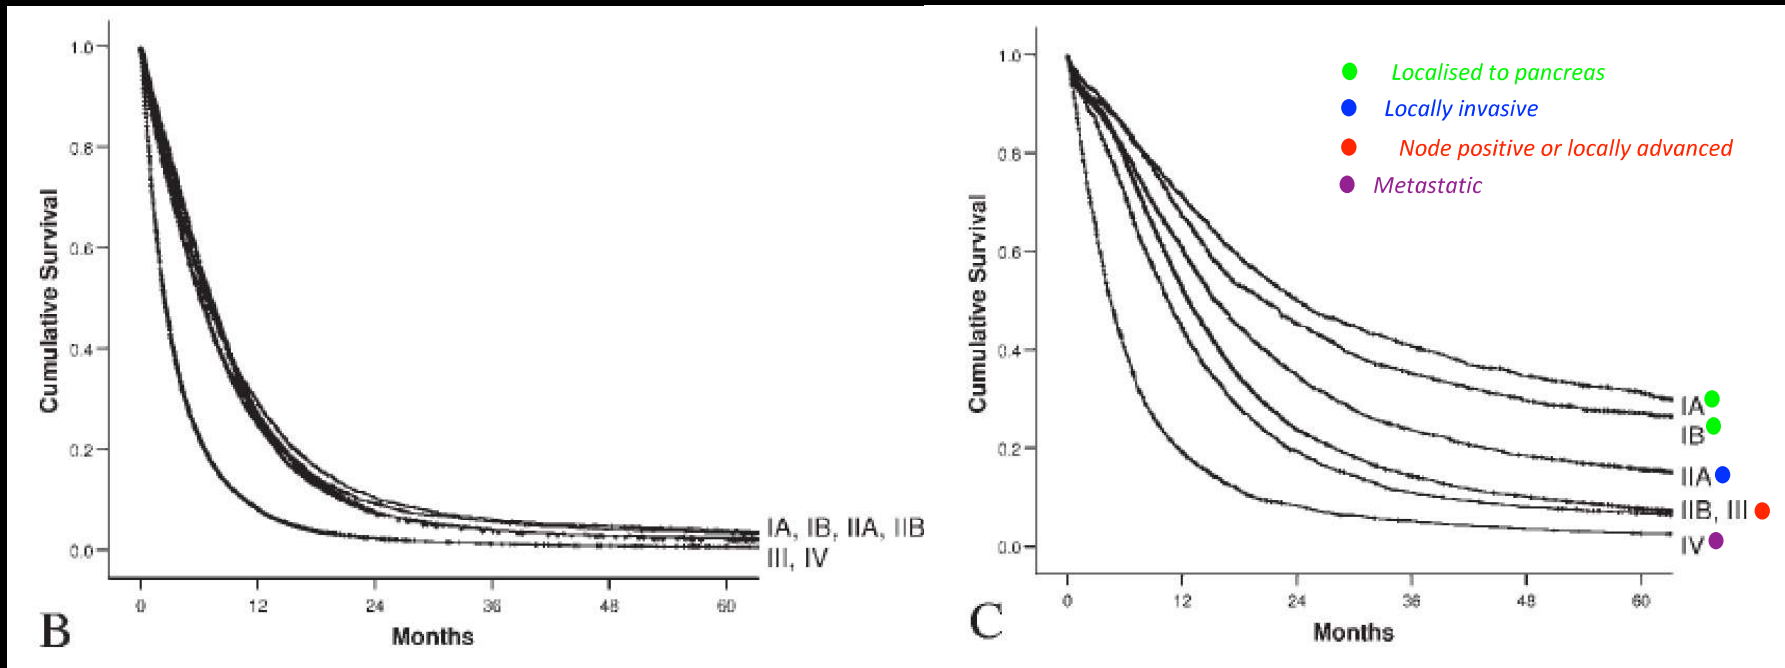 1.0
0.8
0.6
0.4
0.2
0.0
Cumulative Survival
0 12 24 36 48 60
Months
IA, IB, IIA, IIB
III, IV
B
1.0
0.8
0.6
0.4
0.2
0.0
Cumulative Survival
0 12 24 36 48 60
Months
Localised to pancreas
Locally invasive
Node positive or locally advanced
Metastatic
IA
IB
IIA
IIB, III
IV
C